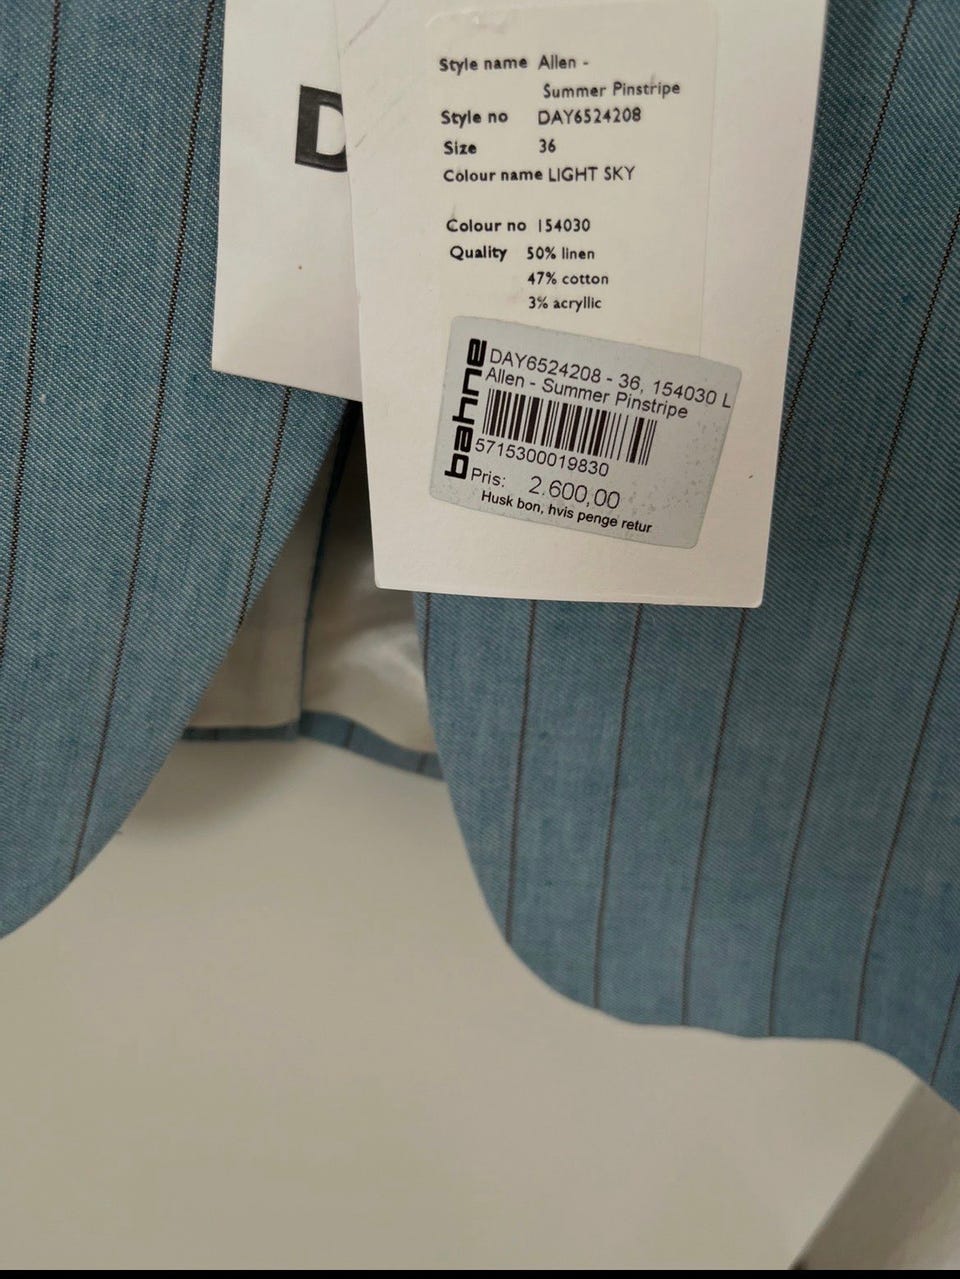 D
Style name Allen -
Summer Pinstripe
Style no DAY6524208
Size 36
Colour name LIGHT SKY
Colour no 154030
Quality 50% linen
47% cotton
3% acryllic
bahne
DAY6524208 - 36, 154030 L
Allen - Summer Pinstripe
5715300019830
Pris: 2.600,00
Husk bon, hvis penge retur